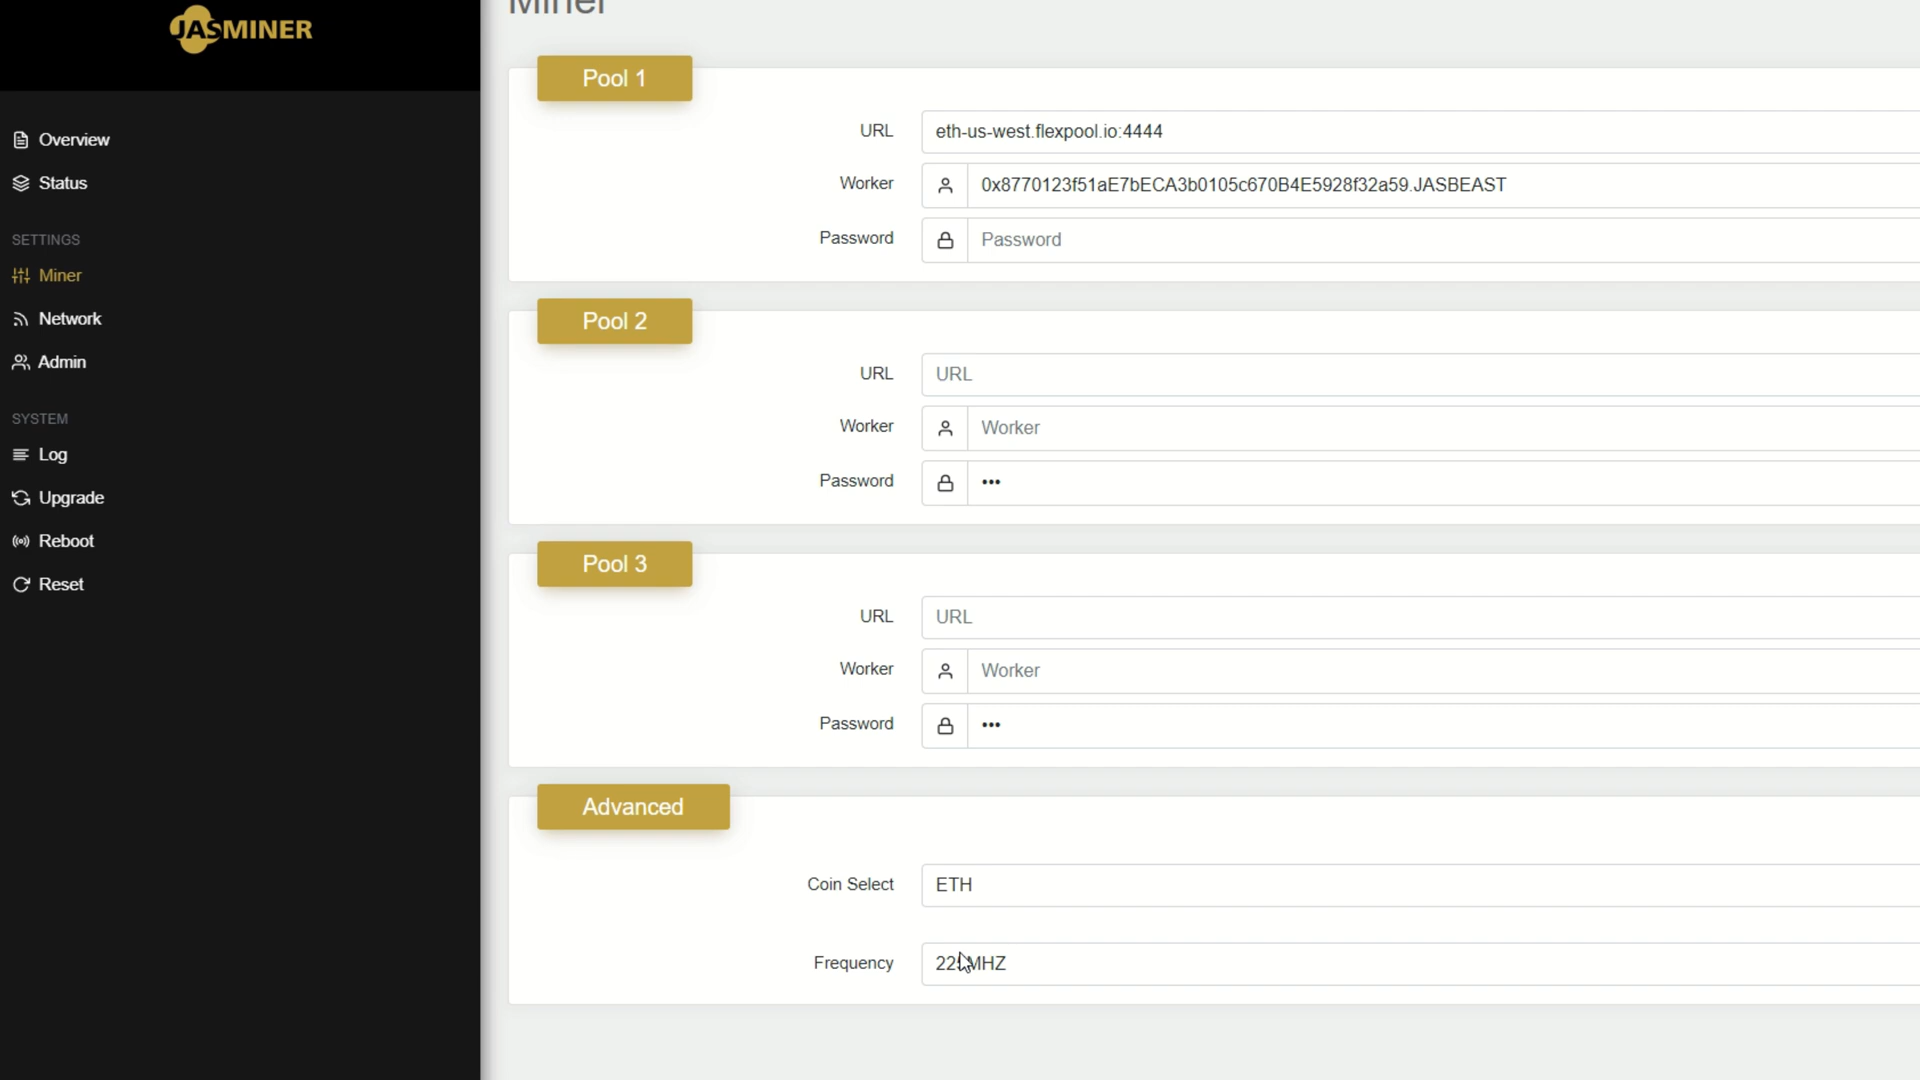 JASMINER
Miner
Overview
Status
SETTINGS
Miner
Network
Admin
SYSTEM
Log
Upgrade
Reboot
Reset
Pool 1
URL
eth-us-west.flexpool.io:4444
Worker
0x8770123f51aE7bECA3b0105c670B4E5928f32a59.JASBEAST
Password
Password
Pool 2
URL
URL
Worker
Worker
Password
•••
Pool 3
URL
URL
Worker
Worker
Password
•••
Advanced
Coin Select
ETH
Frequency